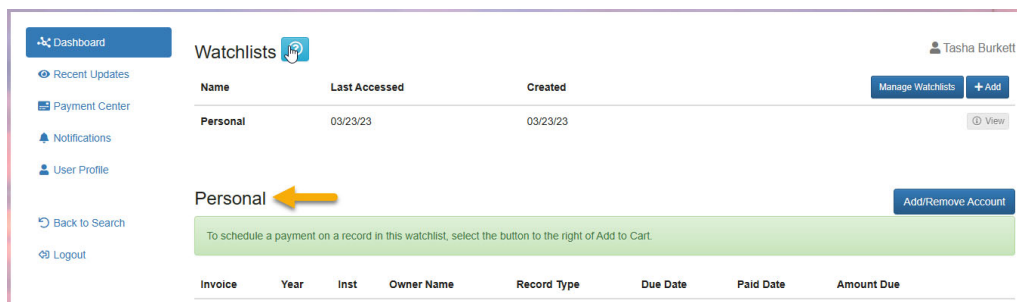 Dashboard
Recent Updates
Payment Center
Notifications
User Profile
Back to Search
Logout
Watchlists
Tasha Burkett
Name Last Accessed Created Manage Watchlists + Add
Personal 03/23/23 03/23/23 View
Personal
Add/Remove Account
To schedule a payment on a record in this watchlist, select the button to the right of Add to Cart.
Invoice Year Inst Owner Name Record Type Due Date Paid Date Amount Due